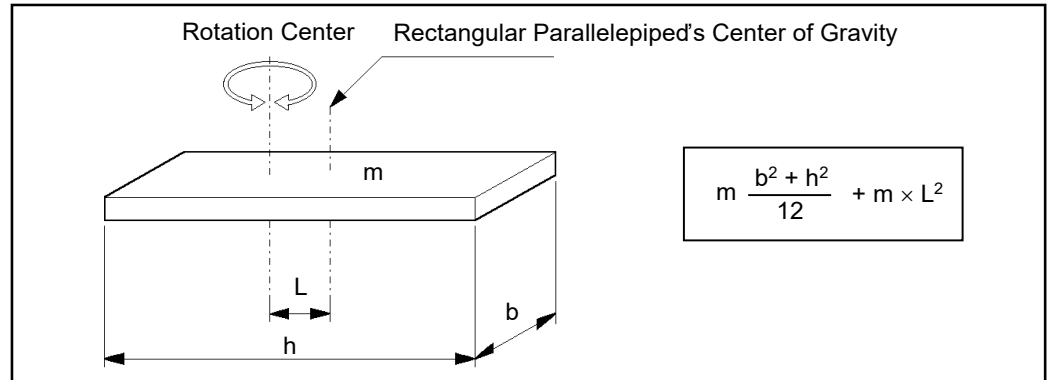 Rotation Center
Rectangular Parallelepiped's Center of Gravity
m
m b² + h² / 12 + m × L²
L
b
h